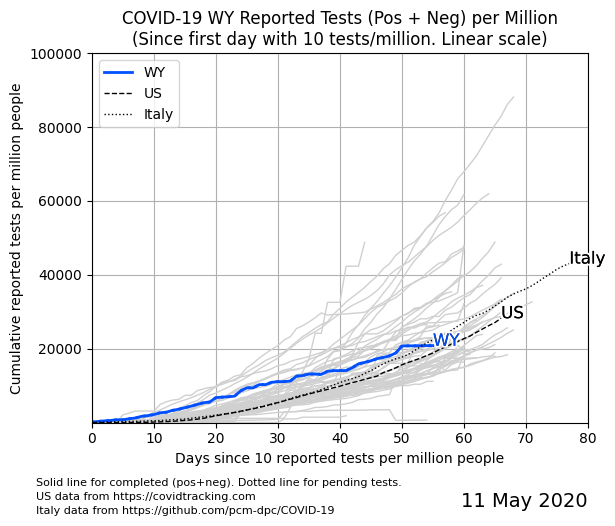 COVID-19 WY Reported Tests (Pos + Neg) per Million
(Since first day with 10 tests/million. Linear scale)
100000
80000
60000
40000
20000
Cumulative reported tests per million people
WY
US
Italy
Italy
US
WY
0 10 20 30 40 50 60 70 80
Days since 10 reported tests per million people
Solid line for completed (pos+neg). Dotted line for pending tests.
US data from https://covidtracking.com
Italy data from https://github.com/pcm-dpc/COVID-19
11 May 2020